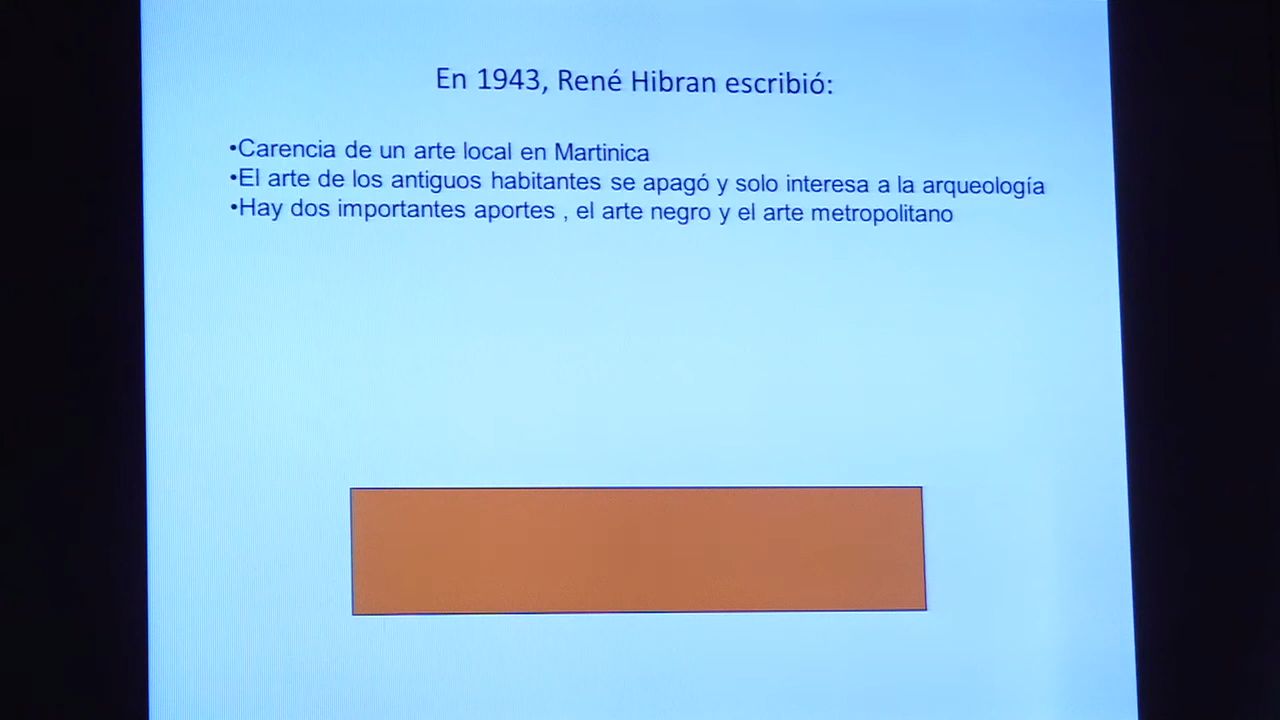 En 1943, René Hibran escribió:
•Carencia de un arte local en Martinica
•El arte de los antiguos habitantes se apagó y solo interesa a la arqueología
•Hay dos importantes aportes , el arte negro y el arte metropolitano